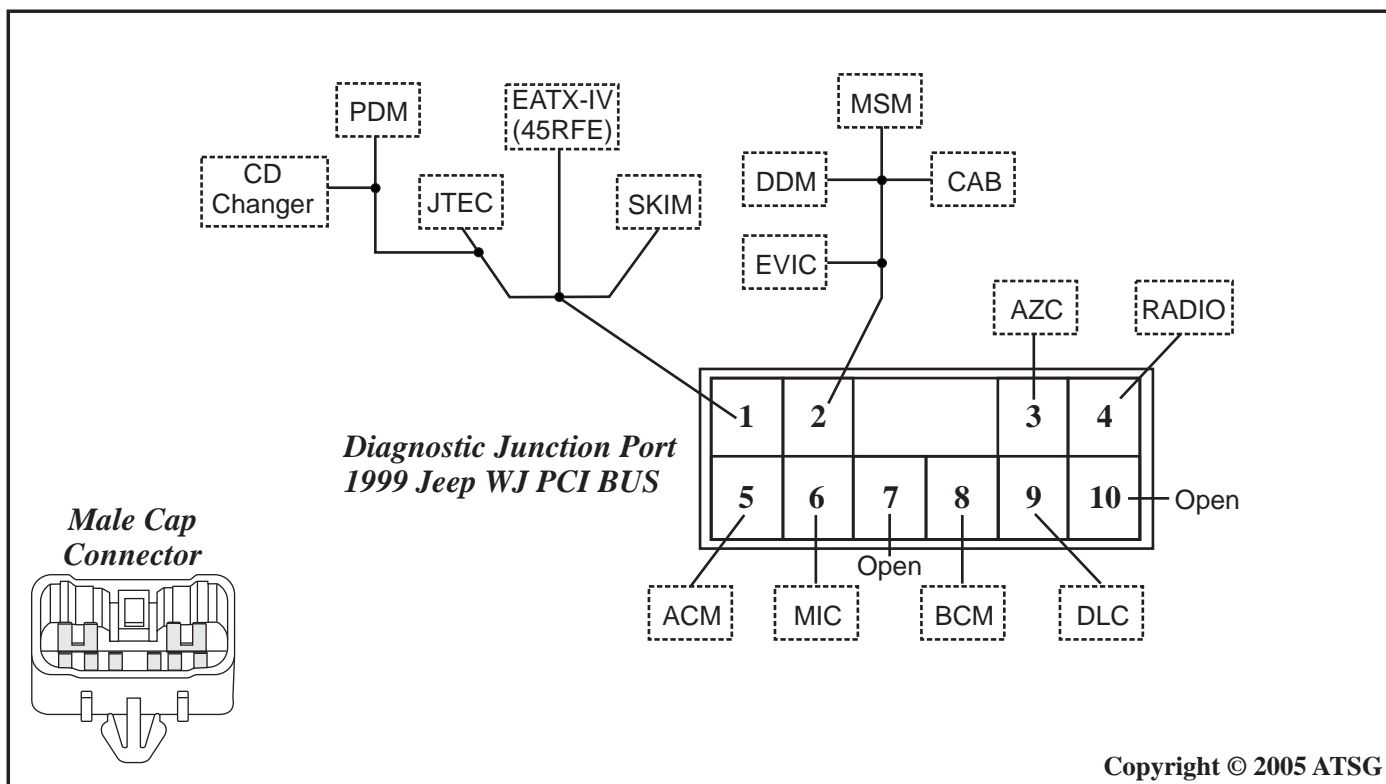 PDM
EATX-IV
(45RFE)
MSM
CD
Changer
JTEC
SKIM
DDM
CAB
EVIC
AZC
RADIO
1
2
3
4
Diagnostic Junction Port
1999 Jeep WJ PCI BUS
5
6
7
8
9
10
Open
Open
Male Cap
Connector
ACM
MIC
BCM
DLC
Copyright © 2005 ATSG